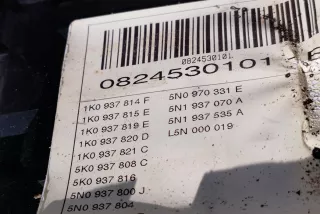 0824530101
0824530101
1K0 937 814 F
1K0 937 815 E
1K0 937 819 E
1K0 937 820 D
1K0 937 821 C
5K0 937 808 C
5K0 937 816
5N0 937 800 J
5N0 937 804
5N0 970 331 E
5N1 937 070 A
5N1 937 535 A
L5N 000 019